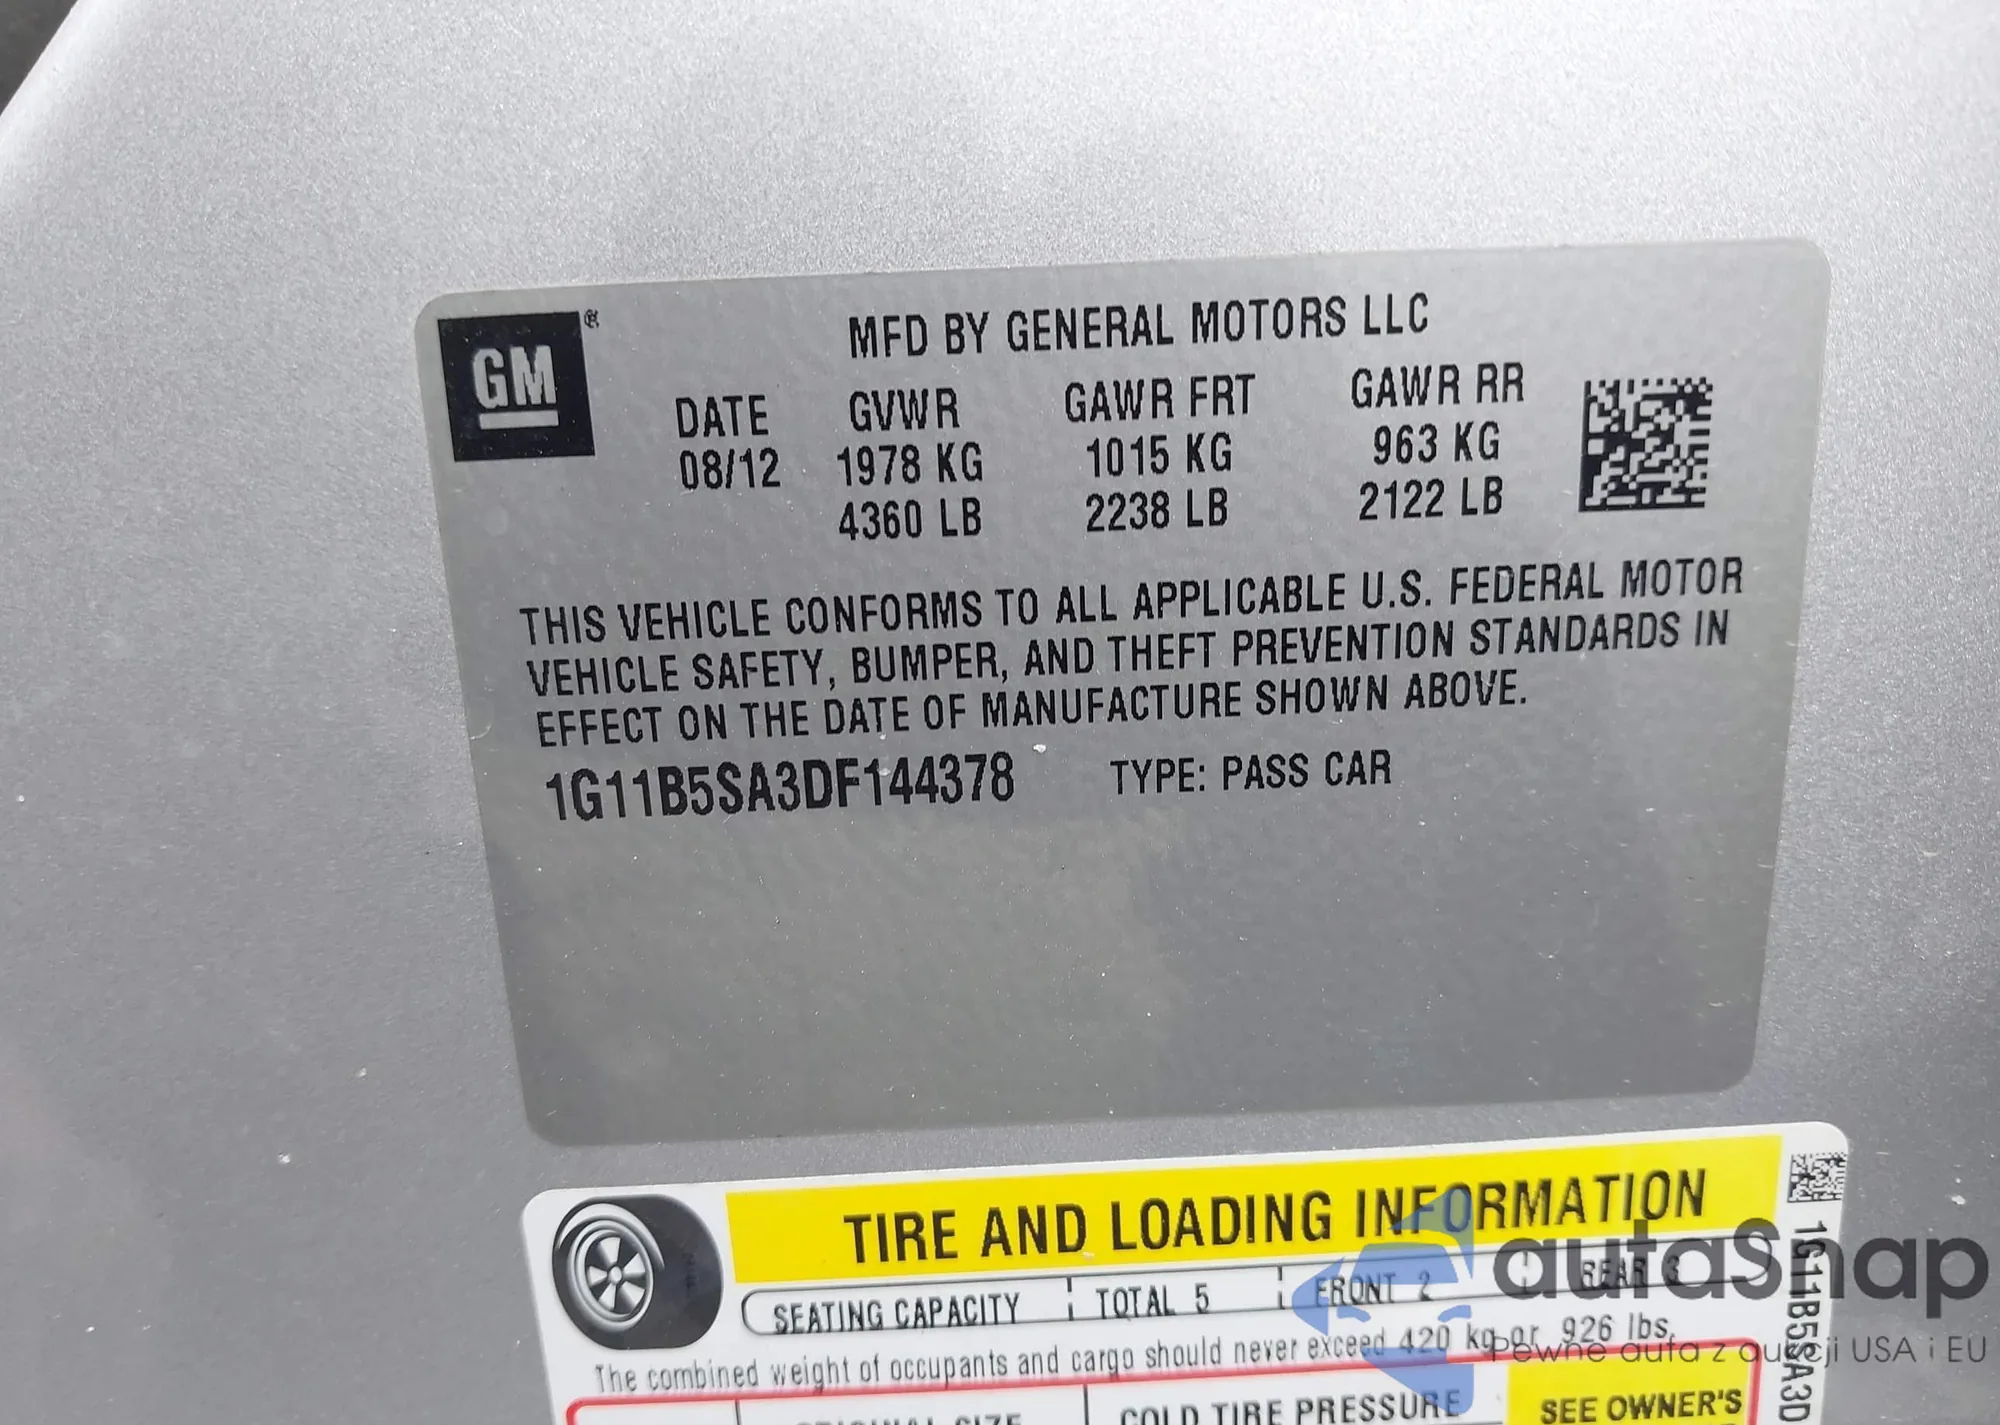 GM ®
MFD BY GENERAL MOTORS LLC
DATE GVWR GAWR FRT GAWR RR
08/12 1978 KG 1015 KG 963 KG
4360 LB 2238 LB 2122 LB
THIS VEHICLE CONFORMS TO ALL APPLICABLE U.S. FEDERAL MOTOR
VEHICLE SAFETY, BUMPER, AND THEFT PREVENTION STANDARDS IN
EFFECT ON THE DATE OF MANUFACTURE SHOWN ABOVE.
1G11B5SA3DF144378 TYPE: PASS CAR
TIRE AND LOADING INFORMATION
SEATING CAPACITY TOTAL 5 FRONT 2 REAR 3
The combined weight of occupants and cargo should never exceed 420 kg or 926 lbs.
ORIGINAL SIZE COLD TIRE PRESSURE SEE OWNER'S
1G11B5SA3D
autaSnap
Pewne auta z aukcji USA i EU